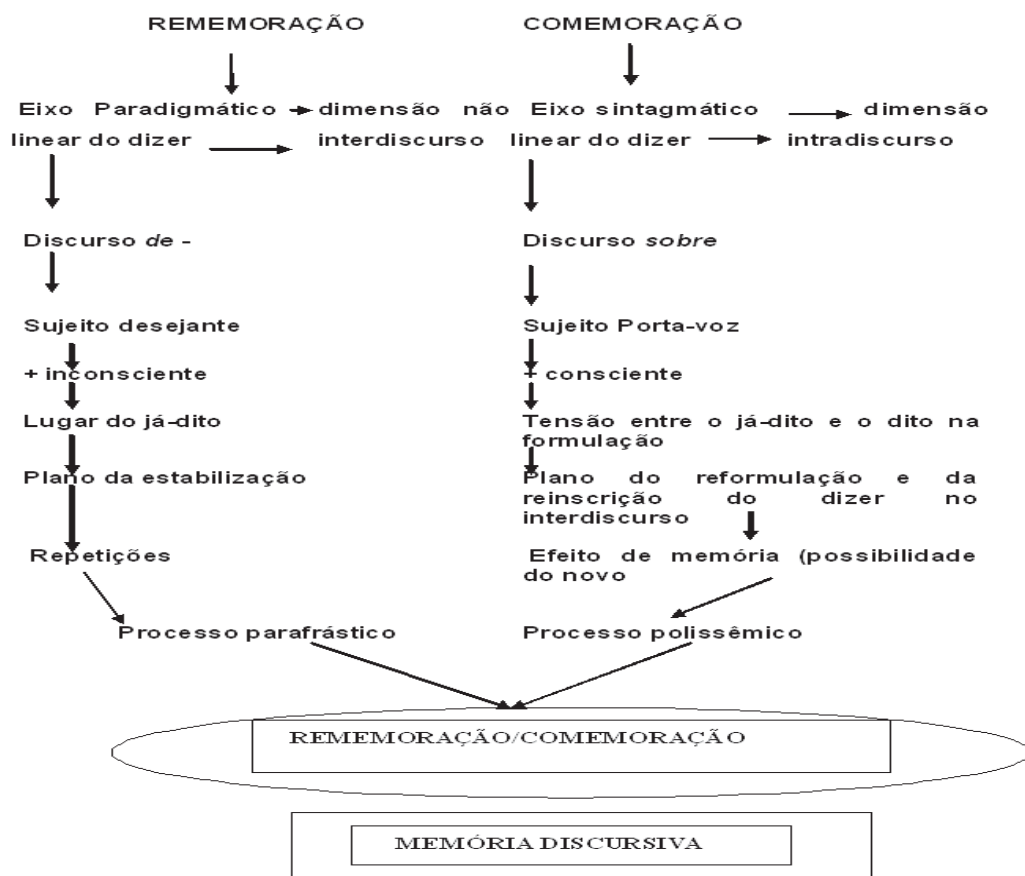 REMEMORAÇÃO
COMEMORAÇÃO
Eixo Paradigmático dimensão não
linear do dizer interdiscurso
Eixo sintagmático dimensão
linear do dizer intradiscurso
Discurso de -
Discurso sobre
Sujeito desejante
Sujeito Porta-voz
+ inconsciente
+ consciente
Lugar do já-dito
Tensão entre o já-dito e o dito na
formulação
Plano da estabilização
Plano do reformulação e da
reinscrição do dizer no
interdiscurso
Repetições
Efeito de memória (possibilidade
do novo
Processo parafrástico
Processo polissêmico
REMEMORAÇÃO/COMEMORAÇÃO
MEMÓRIA DISCURSIVA